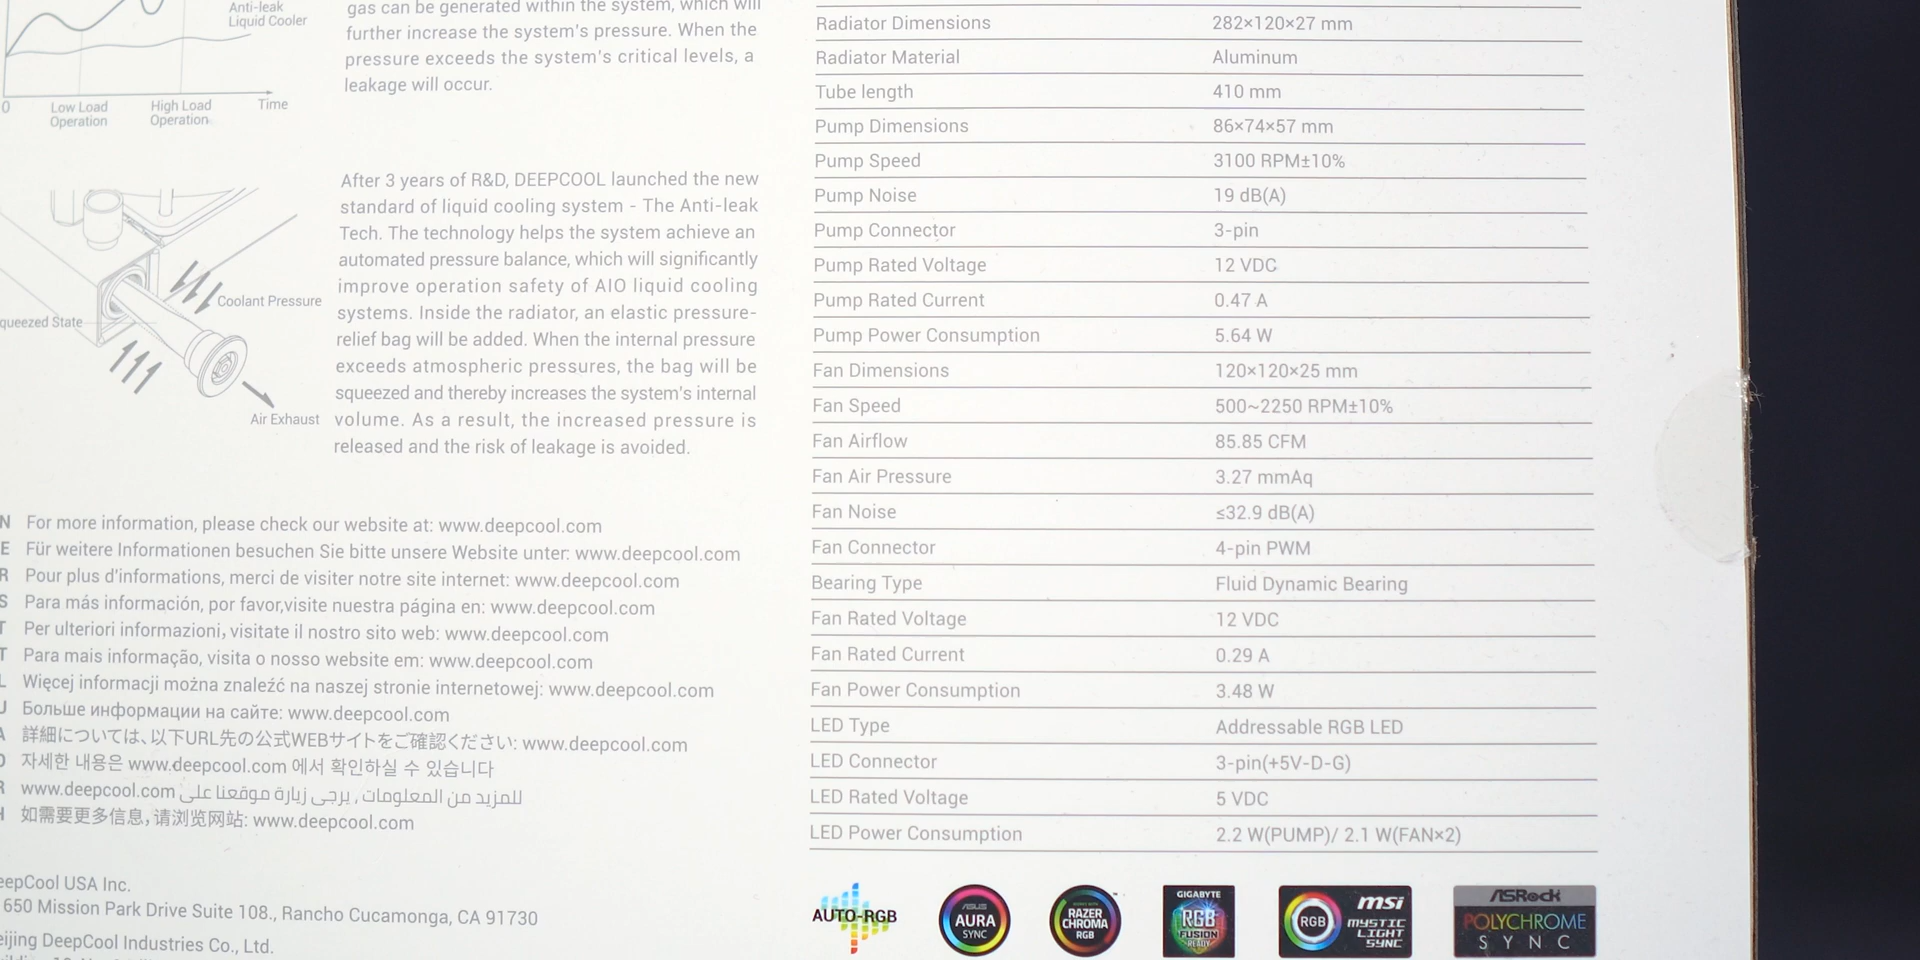 Anti-leak
Liquid Cooler
0
Low Load
Operation
High Load
Operation
Time
gas can be generated within the system, which will
further increase the system's pressure. When the
pressure exceeds the system's critical levels, a
leakage will occur.
Coolant Pressure
queezed State
Air Exhaust
After 3 years of R&D, DEEPCOOL launched the new
standard of liquid cooling system - The Anti-leak
Tech. The technology helps the system achieve an
automated pressure balance, which will significantly
improve operation safety of AIO liquid cooling
systems. Inside the radiator, an elastic pressure-
relief bag will be added. When the internal pressure
exceeds atmospheric pressures, the bag will be
squeezed and thereby increases the system's internal
volume. As a result, the increased pressure is
released and the risk of leakage is avoided.
N For more information, please check our website at: www.deepcool.com
E Für weitere Informationen besuchen Sie bitte unsere Website unter: www.deepcool.com
R Pour plus d'informations, merci de visiter notre site internet: www.deepcool.com
S Para más información, por favor,visite nuestra página en: www.deepcool.com
T Per ulteriori informazioni, visitate il nostro sito web: www.deepcool.com
T Para mais informação, visita o nosso website em: www.deepcool.com
L Więcej informacji można znaleźć na naszej stronie internetowej: www.deepcool.com
U Больше информации на сайте: www.deepcool.com
A 詳細については、以下URL先の公式WEBサイトをご確認ください: www.deepcool.com
O 자세한 내용은 www.deepcool.com 에서 확인하실 수 있습니다
R للمزيد من المعلومات ، يرجى زيارة موقعنا على www.deepcool.com
H 如需要更多信息，请浏览网站: www.deepcool.com
eepCool USA Inc.
650 Mission Park Drive Suite 108., Rancho Cucamonga, CA 91730
eijing DeepCool Industries Co., Ltd.
Radiator Dimensions 282×120×27 mm
Radiator Material Aluminum
Tube length 410 mm
Pump Dimensions 86×74×57 mm
Pump Speed 3100 RPM±10%
Pump Noise 19 dB(A)
Pump Connector 3-pin
Pump Rated Voltage 12 VDC
Pump Rated Current 0.47 A
Pump Power Consumption 5.64 W
Fan Dimensions 120×120×25 mm
Fan Speed 500~2250 RPM±10%
Fan Airflow 85.85 CFM
Fan Air Pressure 3.27 mmAq
Fan Noise ≤32.9 dB(A)
Fan Connector 4-pin PWM
Bearing Type Fluid Dynamic Bearing
Fan Rated Voltage 12 VDC
Fan Rated Current 0.29 A
Fan Power Consumption 3.48 W
LED Type Addressable RGB LED
LED Connector 3-pin(+5V-D-G)
LED Rated Voltage 5 VDC
LED Power Consumption 2.2 W(PUMP)/ 2.1 W(FAN×2)
AUTO-RGB
ASUS
AURA
SYNC
WORKS WITH
RAZER
CHROMA
RGB
GIGABYTE
RGB
FUSION
READY
RGB
msi
MYSTIC
LIGHT
SYNC
ASRock
POLYCHROME
SYNC